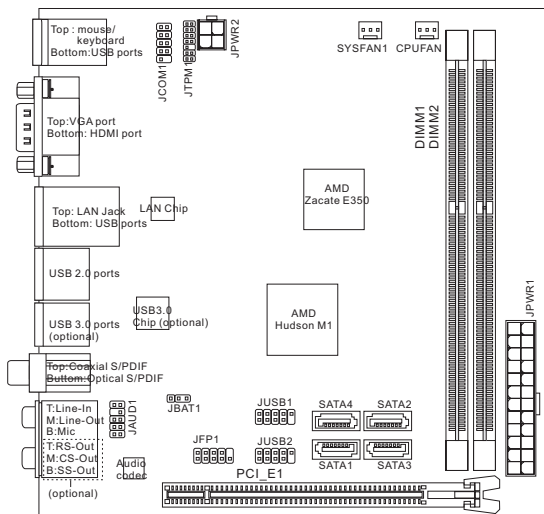 Top : mouse/
keyboard
Bottom:USB ports
JCOM1
JTPM1
JPWR2
SYSFAN1
CPUFAN
Top:VGA port
Bottom: HDMI port
DIMM1
DIMM2
AMD
Zacate E350
Top: LAN Jack
Bottom: USB ports
LAN Chip
USB 2.0 ports
USB 3.0 ports
(optional)
USB3.0
Chip (optional)
AMD
Hudson M1
JPWR1
Top:Coaxial S/PDIF
Buttom:Optical S/PDIF
T:Line-In
M:Line-Out
B:Mic
T:RS-Out
M:CS-Out
B:SS-Out
(optional)
JAUD1
Audio
codec
JBAT1
JFP1
JUSB1
JUSB2
SATA4
SATA2
SATA1
SATA3
PCI_E1